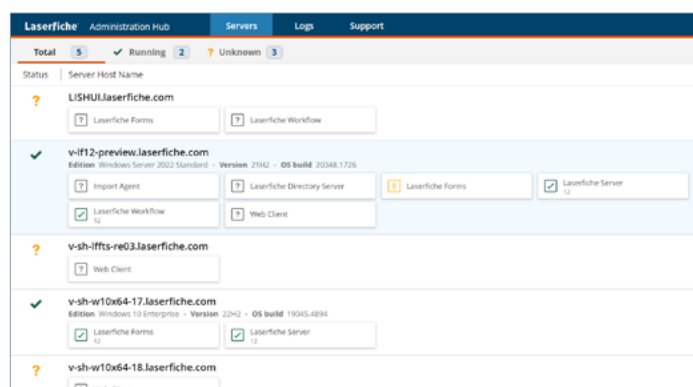 Laserfiche Administration Hub Servers Logs Support
Total 5 Running 2 ? Unknown 3
Status Server Host Name
? LISHUI.laserfiche.com
? Laserfiche Forms ? Laserfiche Workflow
v-lf12-preview.laserfiche.com
Edition Windows Server 2022 Standard - Version 21H2 - OS build 20348.1726
? Import Agent ? Laserfiche Directory Server Laserfiche Forms Laserfiche Server
12
Laserfiche Workflow ? Web Client
12
? v-sh-lffts-re03.laserfiche.com
? Web Client
v-sh-w10x64-17.laserfiche.com
Edition Windows 10 Enterprise - Version 22H2 - OS build 19045.4894
Laserfiche Forms Laserfiche Server
12 12
? v-sh-w10x64-18.laserfiche.com